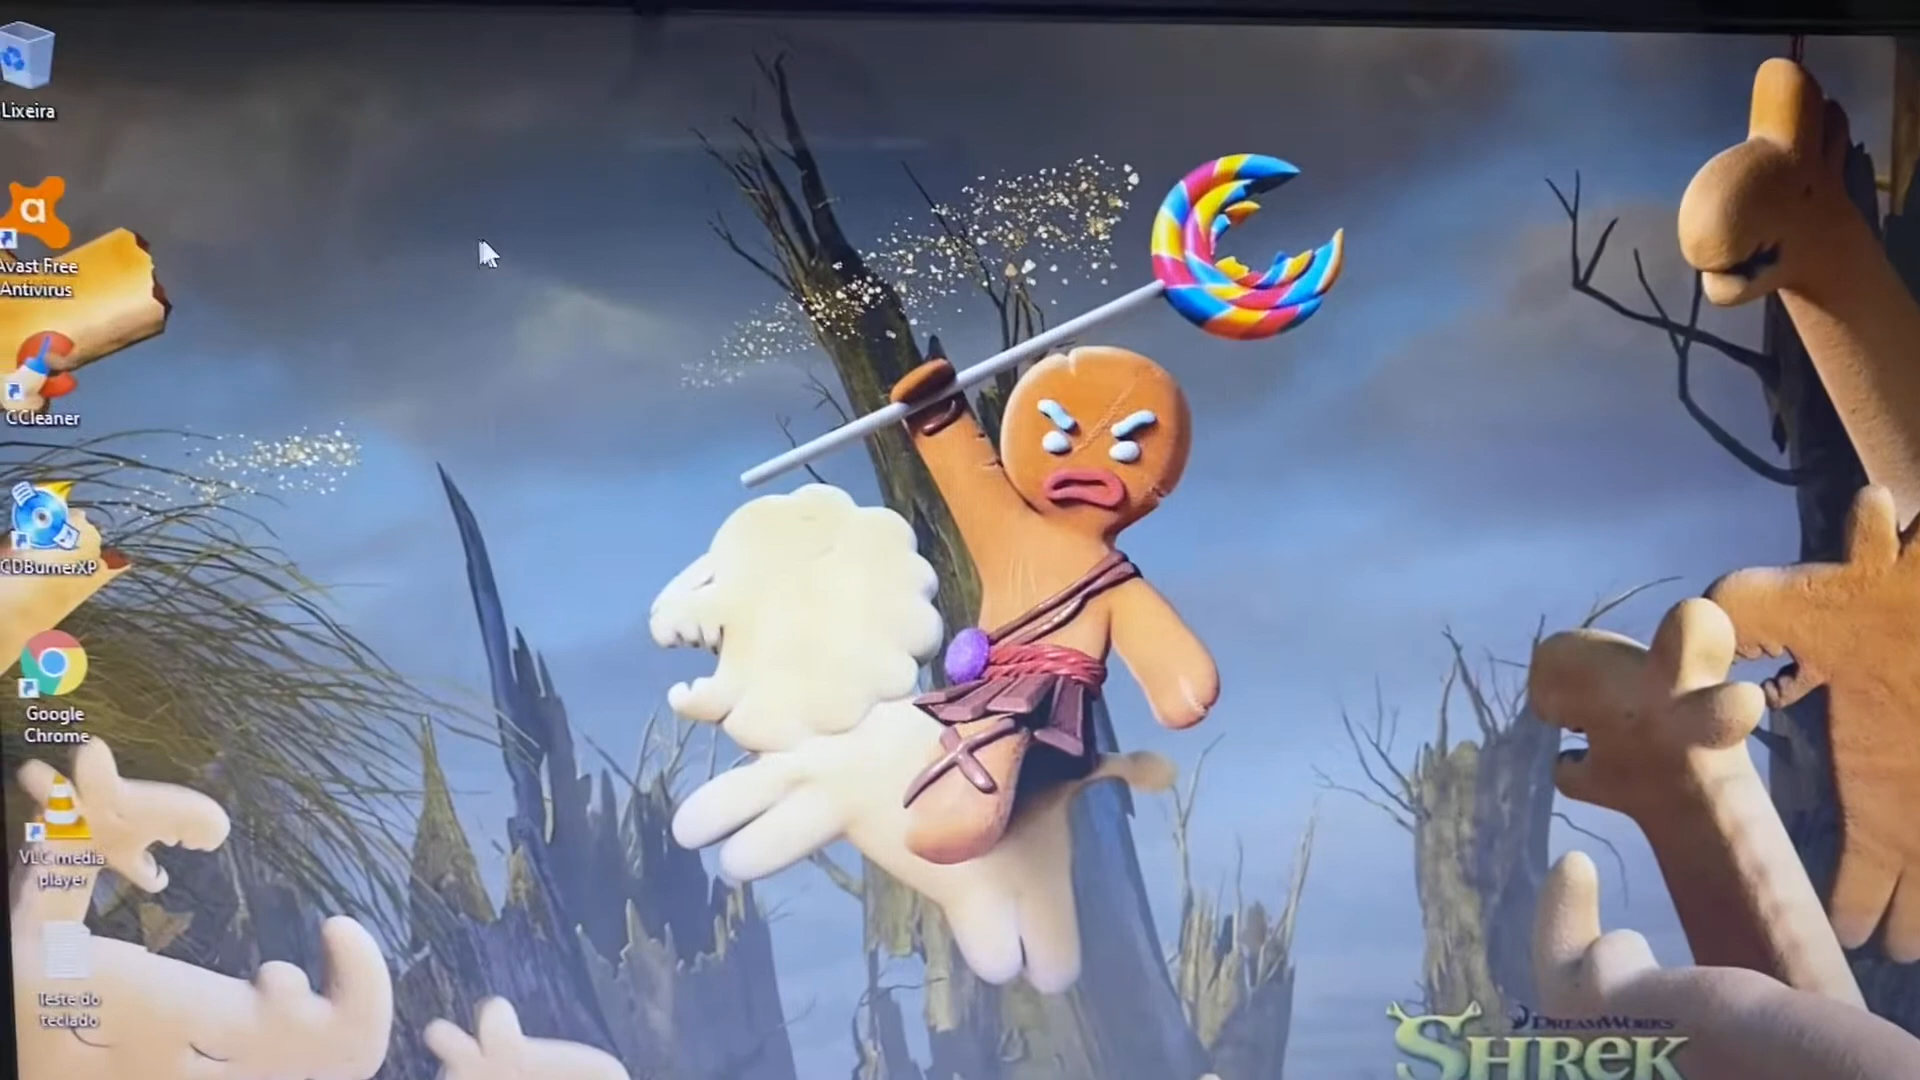 Lixeira
a
Avast Free
Antivirus
CCleaner
CDBurnerXP
Google
Chrome
VLC media
player
Teste do
teclado
DREAMWORKS
SHREK